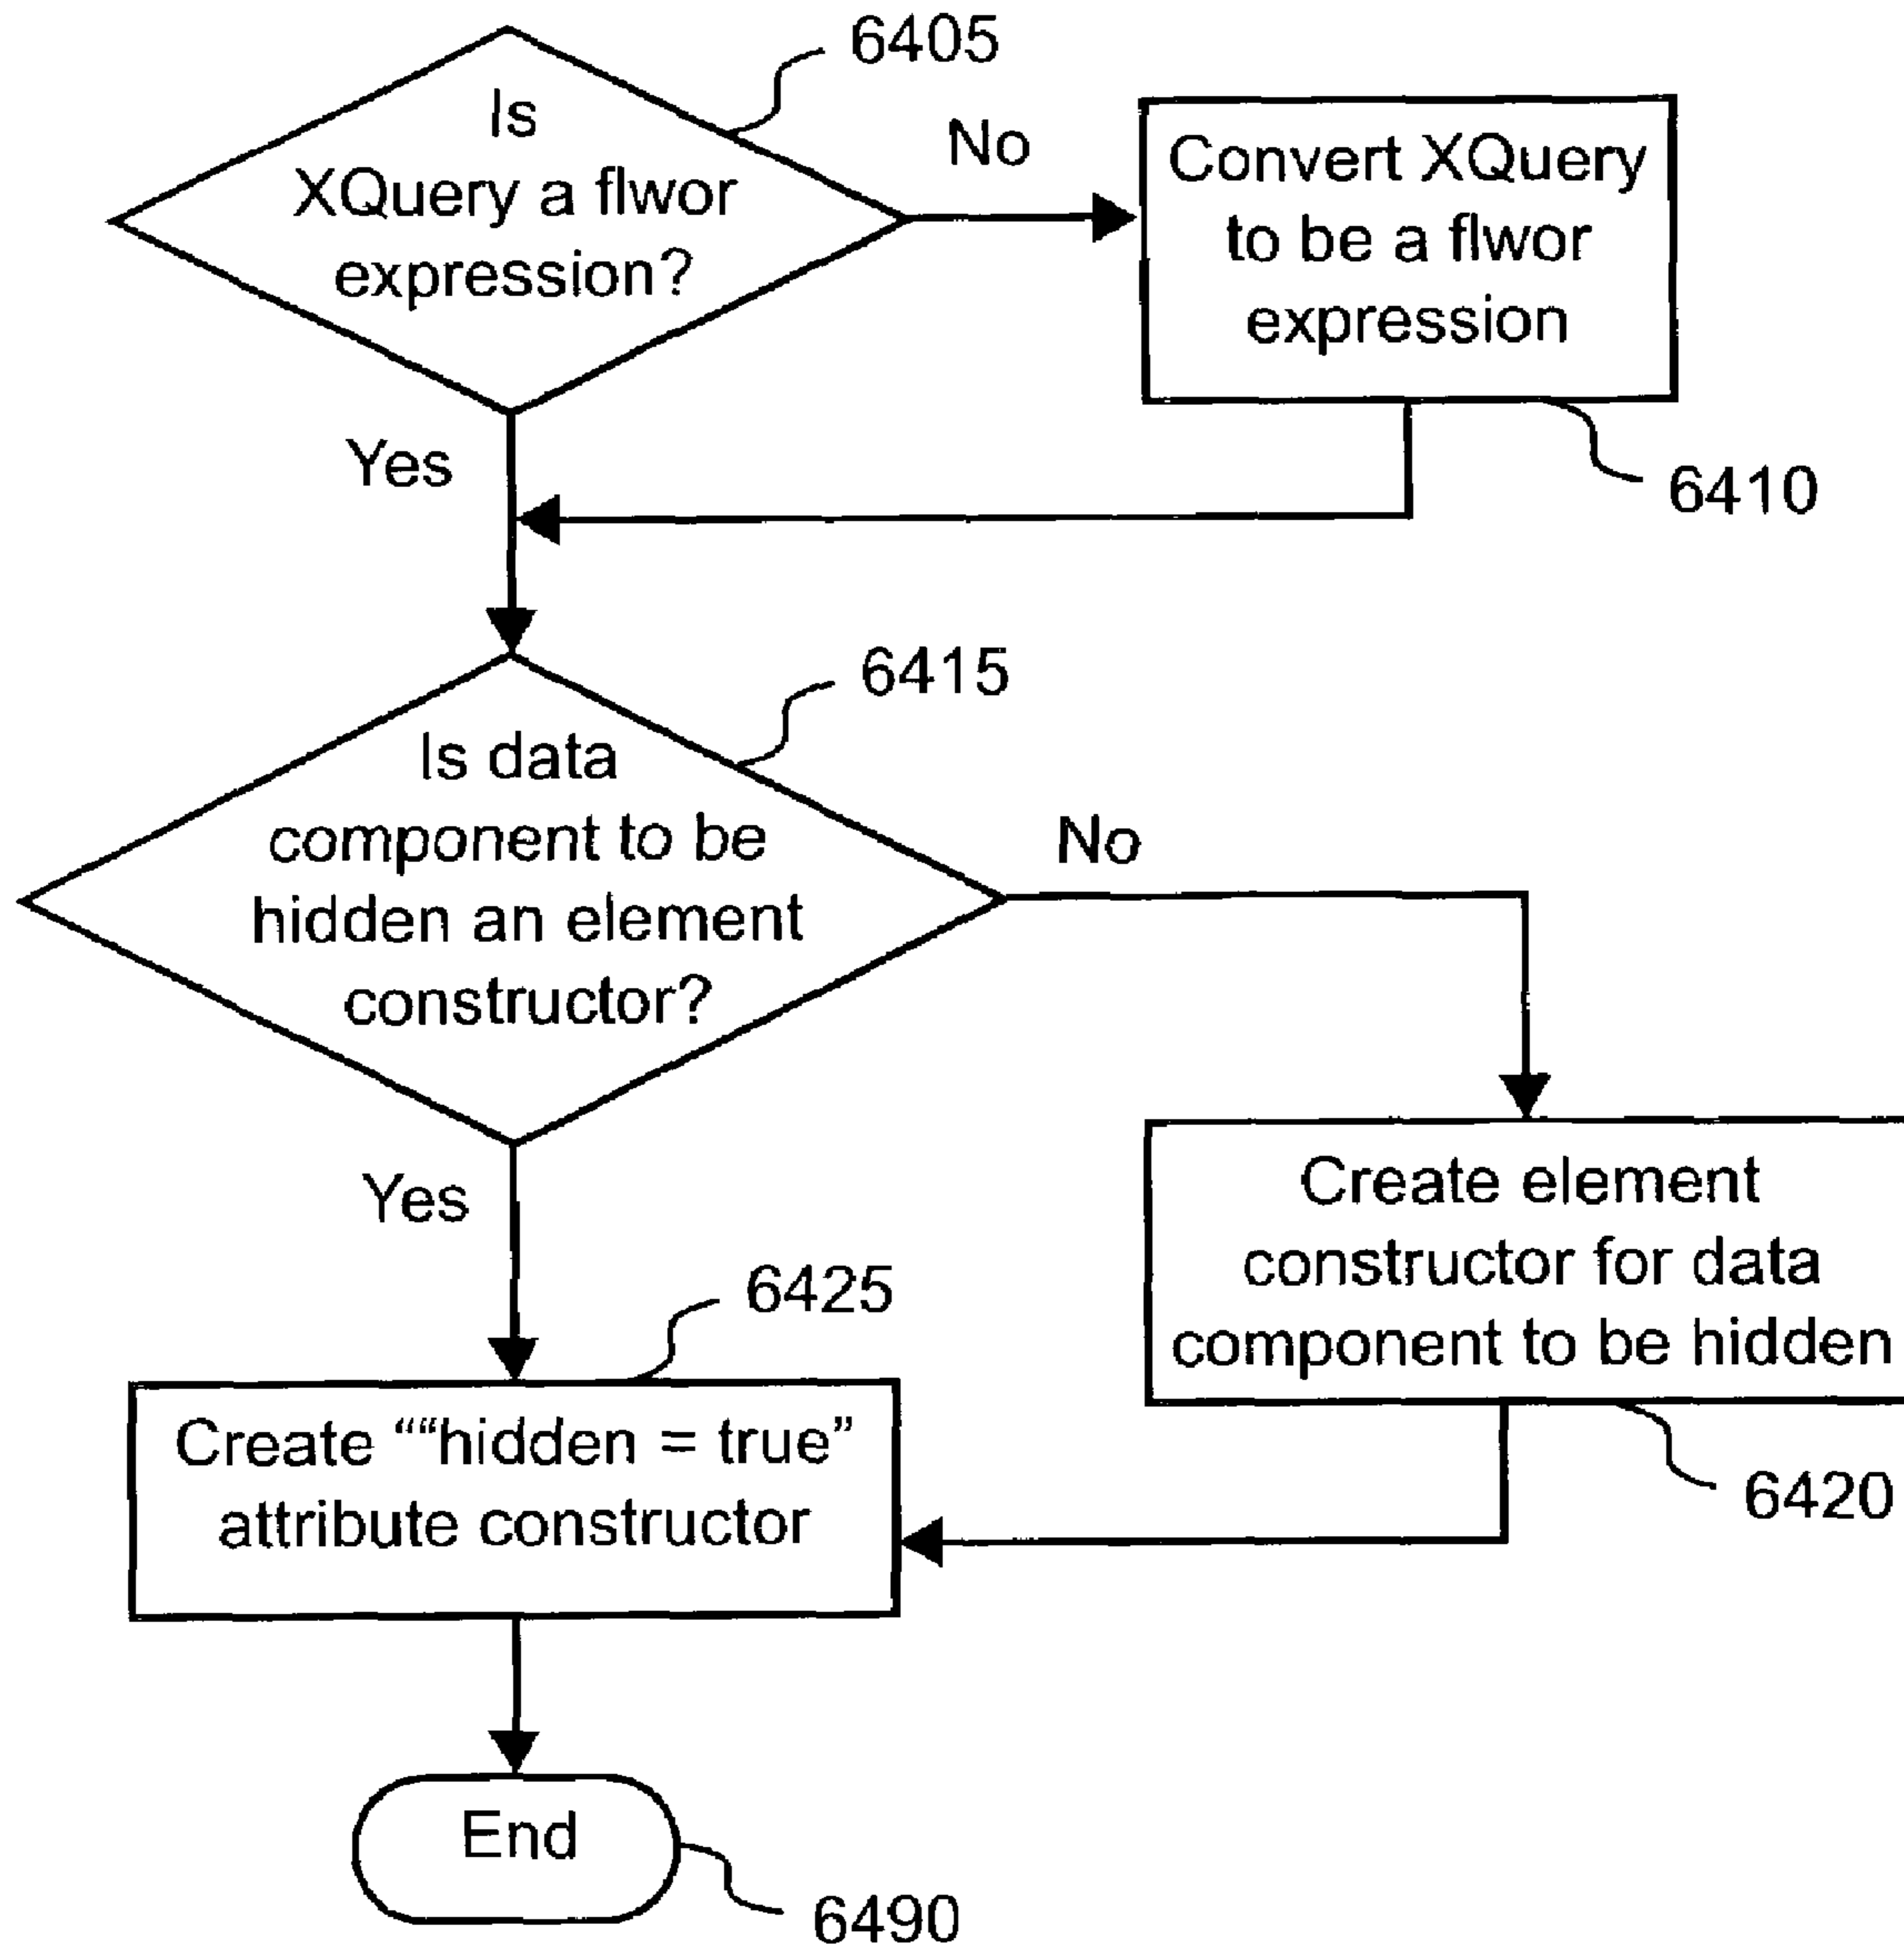 6405
Is
XQuery a flwor
expression?
No
Convert XQuery
to be a flwor
expression
6410
Yes
6415
Is data
component to be
hidden an element
constructor?
No
Create element
constructor for data
component to be hidden
6420
Yes
6425
Create ““hidden = true”
attribute constructor
End
6490